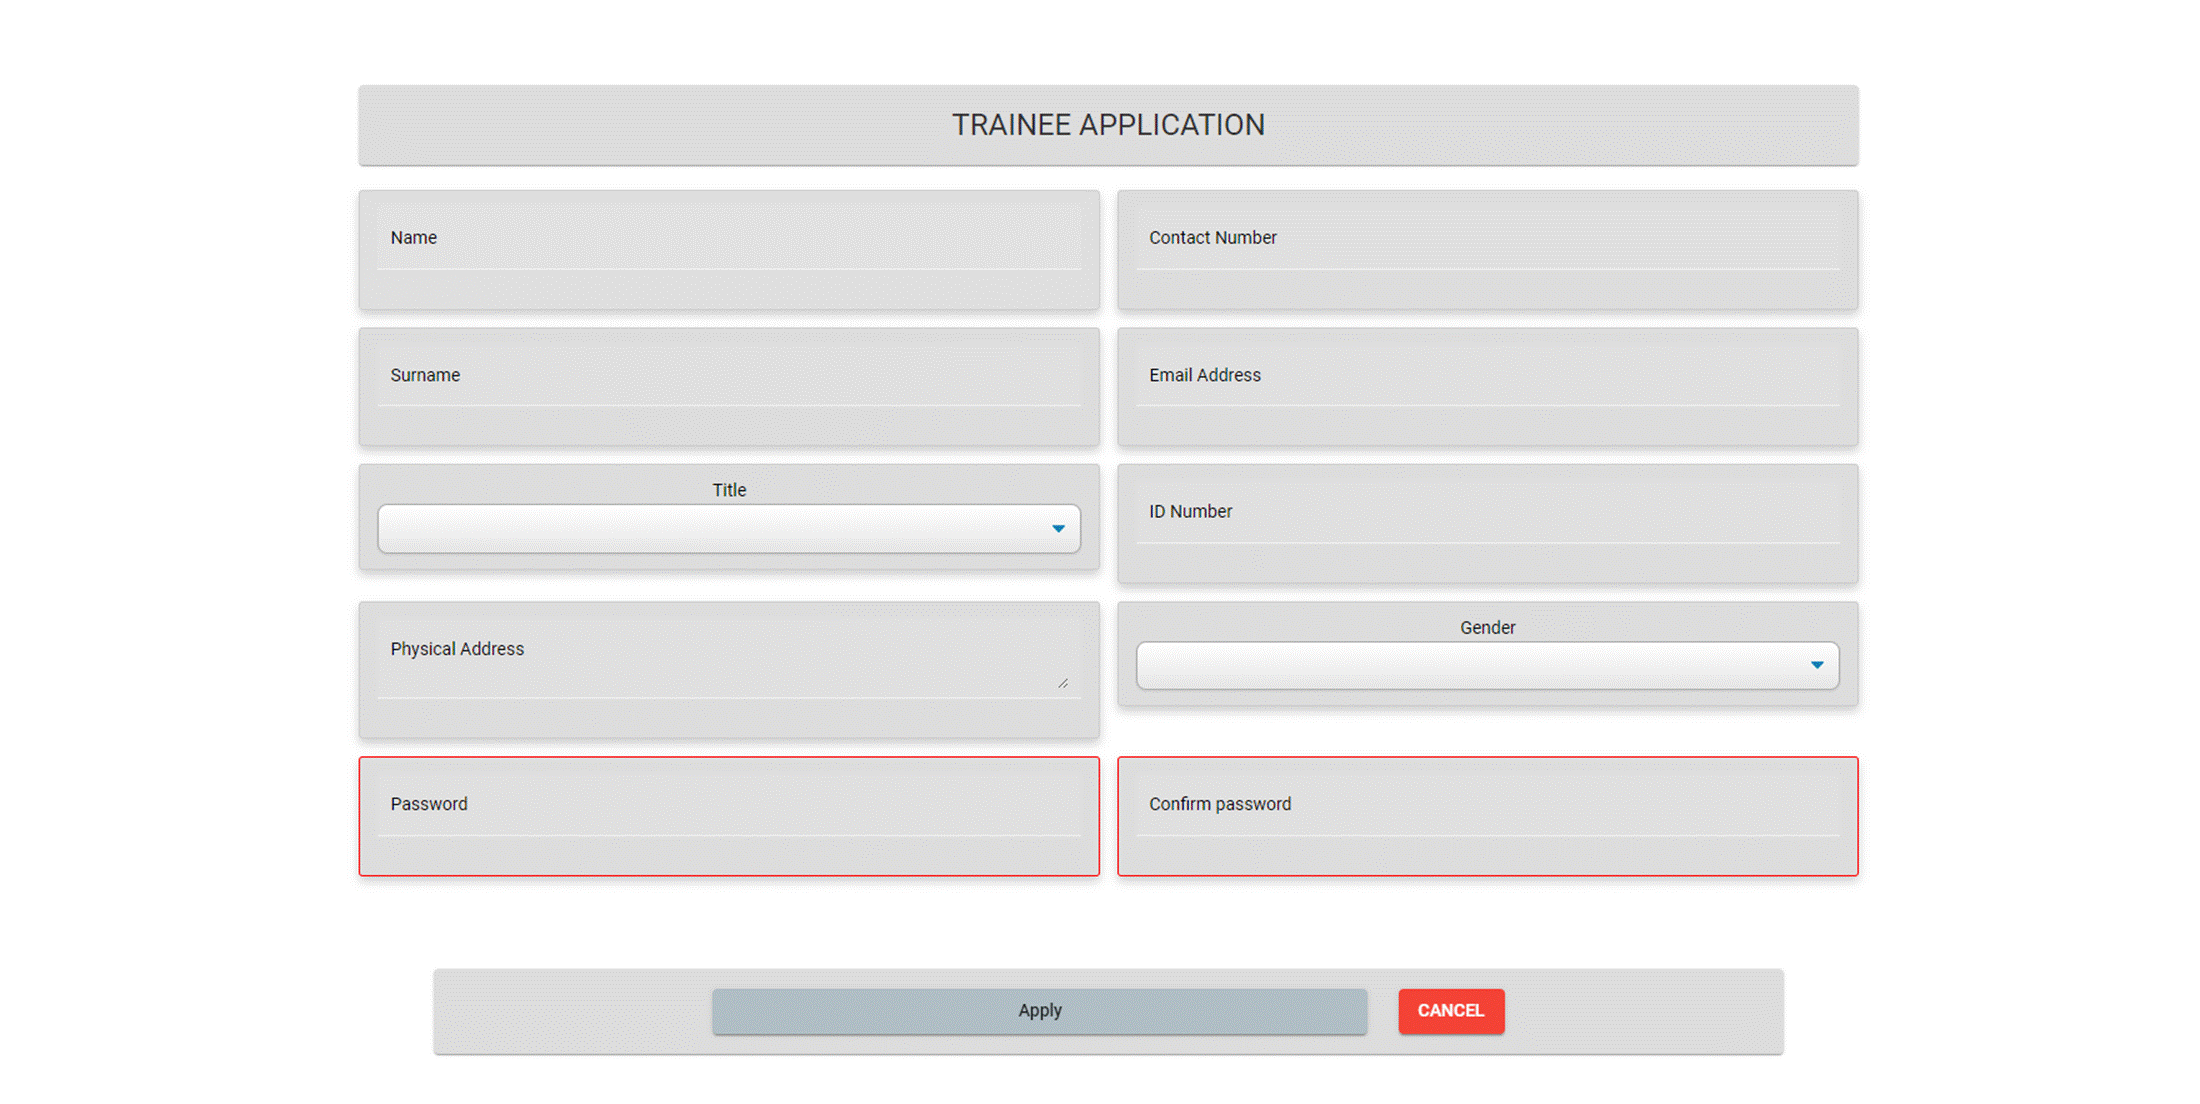 TRAINEE APPLICATION
Name
Contact Number
Surname
Email Address
Title
ID Number
Physical Address
Gender
Password
Confirm password
Apply
CANCEL